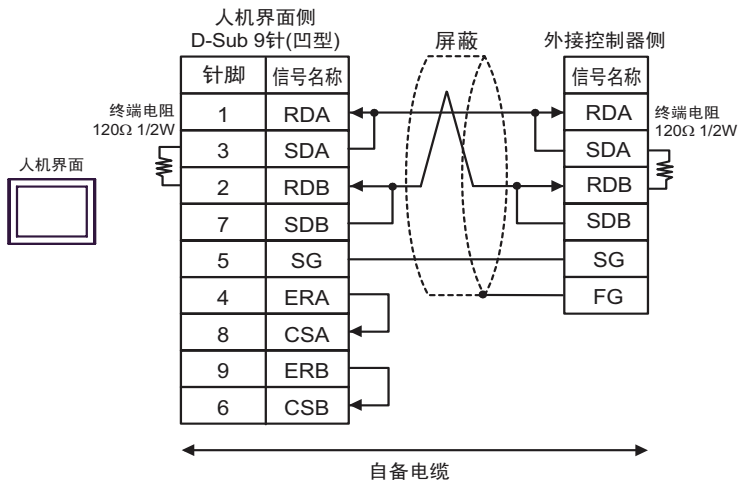 人机界面侧
D-Sub 9针(凹型)
屏蔽
外接控制器侧
针脚 信号名称
信号名称
终端电阻
120Ω 1/2W
1 RDA
3 SDA
2 RDB
7 SDB
5 SG
4 ERA
8 CSA
9 ERB
6 CSB
RDA
SDA
RDB
SDB
SG
FG
终端电阻
120Ω 1/2W
人机界面
自备电缆